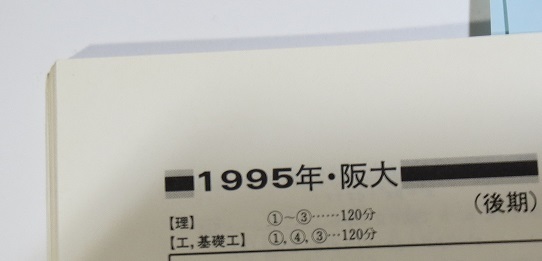 1995年・阪大
(後期)
【理】 ①~③……120分
【工,基礎工】 ①,④,③…120分